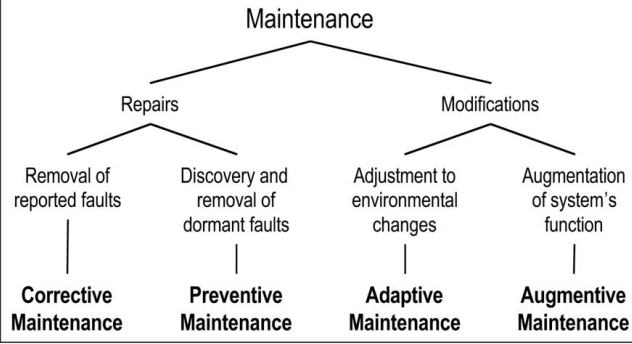 Maintenance
Repairs
Modifications
Removal of
reported faults
Discovery and
removal of
dormant faults
Adjustment to
environmental
changes
Augmentation
of system's
function
Corrective
Maintenance
Preventive
Maintenance
Adaptive
Maintenance
Augmentive
Maintenance